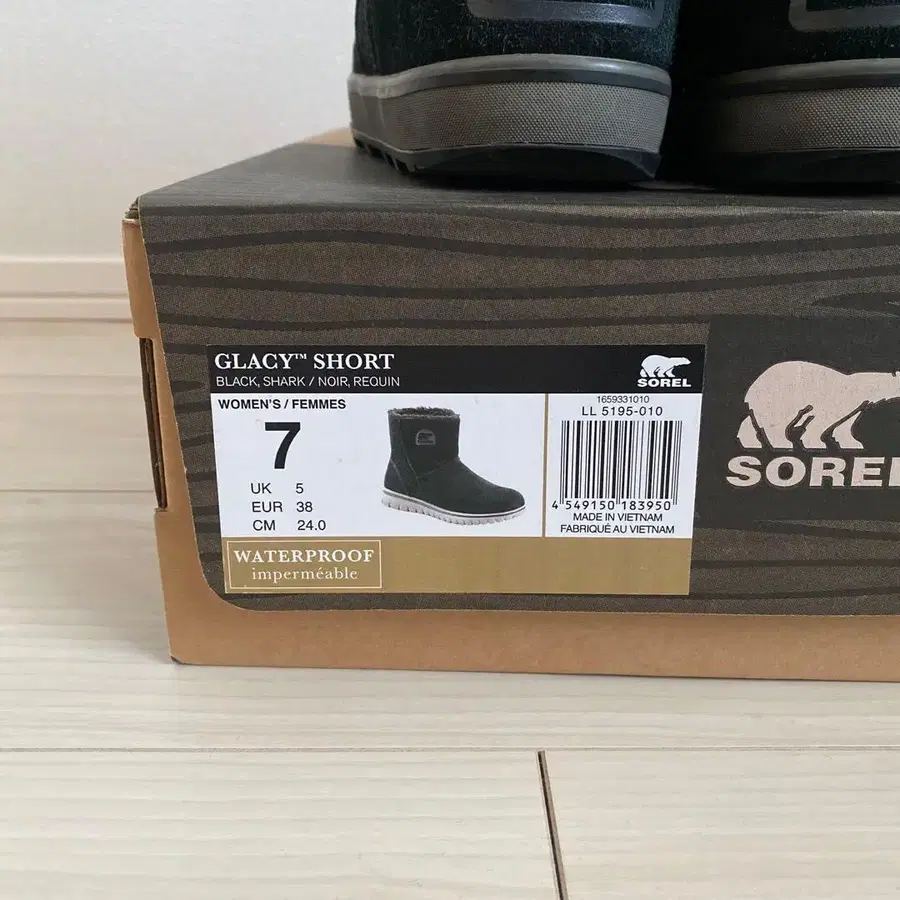 GLACY™ SHORT
BLACK, SHARK / NOIR, REQUIN
SOREL
WOMEN'S / FEMMES
7
UK 5
EUR 38
CM 24.0
1659331010
LL 5195-010
4 549150 183950
MADE IN VIETNAM
FABRIQUÉ AU VIETNAM
WATERPROOF
imperméable
SOREL